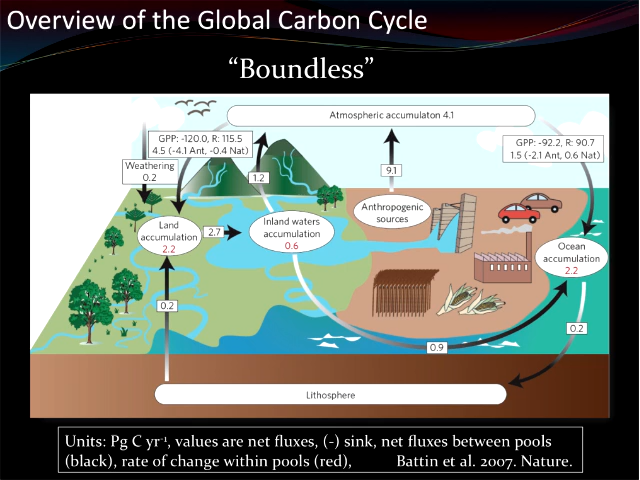 Overview of the Global Carbon Cycle
“Boundless”
Atmospheric accumulaton 4.1
GPP: -120.0, R: 115.5
4.5 (-4.1 Ant, -0.4 Nat)
GPP: -92.2, R: 90.7
1.5 (-2.1 Ant, 0.6 Nat)
Weathering
0.2
1.2
9.1
Anthropogenic
sources
Land
accumulation
2.2
2.7
Inland waters
accumulation
0.6
Ocean
accumulation
2.2
0.2
0.2
0.9
Lithosphere
Units: Pg C yr-1, values are net fluxes, (-) sink, net fluxes between pools
(black), rate of change within pools (red), Battin et al. 2007. Nature.